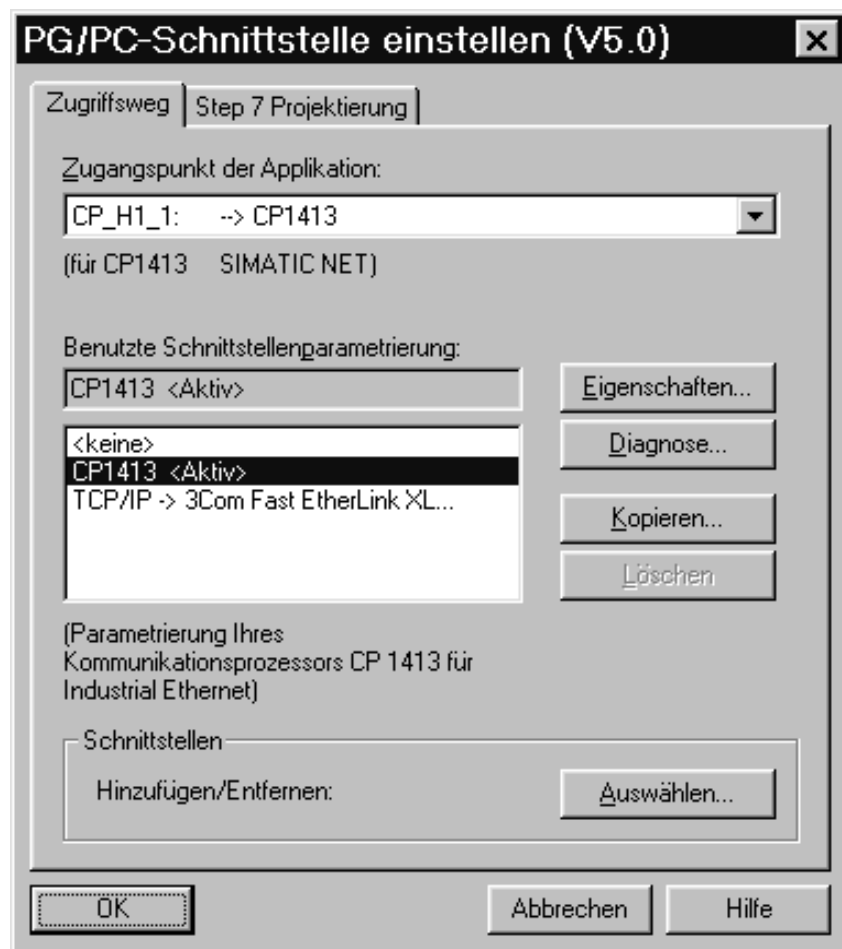 PG/PC-Schnittstelle einstellen (V5.0)
Zugriffsweg
Step 7 Projektierung
Zugangspunkt der Applikation:
CP_H1_1: --> CP1413
(für CP1413 SIMATIC NET)
Benutzte Schnittstellenparametrierung:
CP1413 <Aktiv>
Eigenschaften...
<keine>
CP1413 <Aktiv>
TCP/IP -> 3Com Fast EtherLink XL...
Diagnose...
Kopieren...
Löschen
(Parametrierung Ihres
Kommunikationsprozessors CP 1413 für
Industrial Ethernet)
Schnittstellen
Hinzufügen/Entfernen:
Auswählen...
OK
Abbrechen
Hilfe